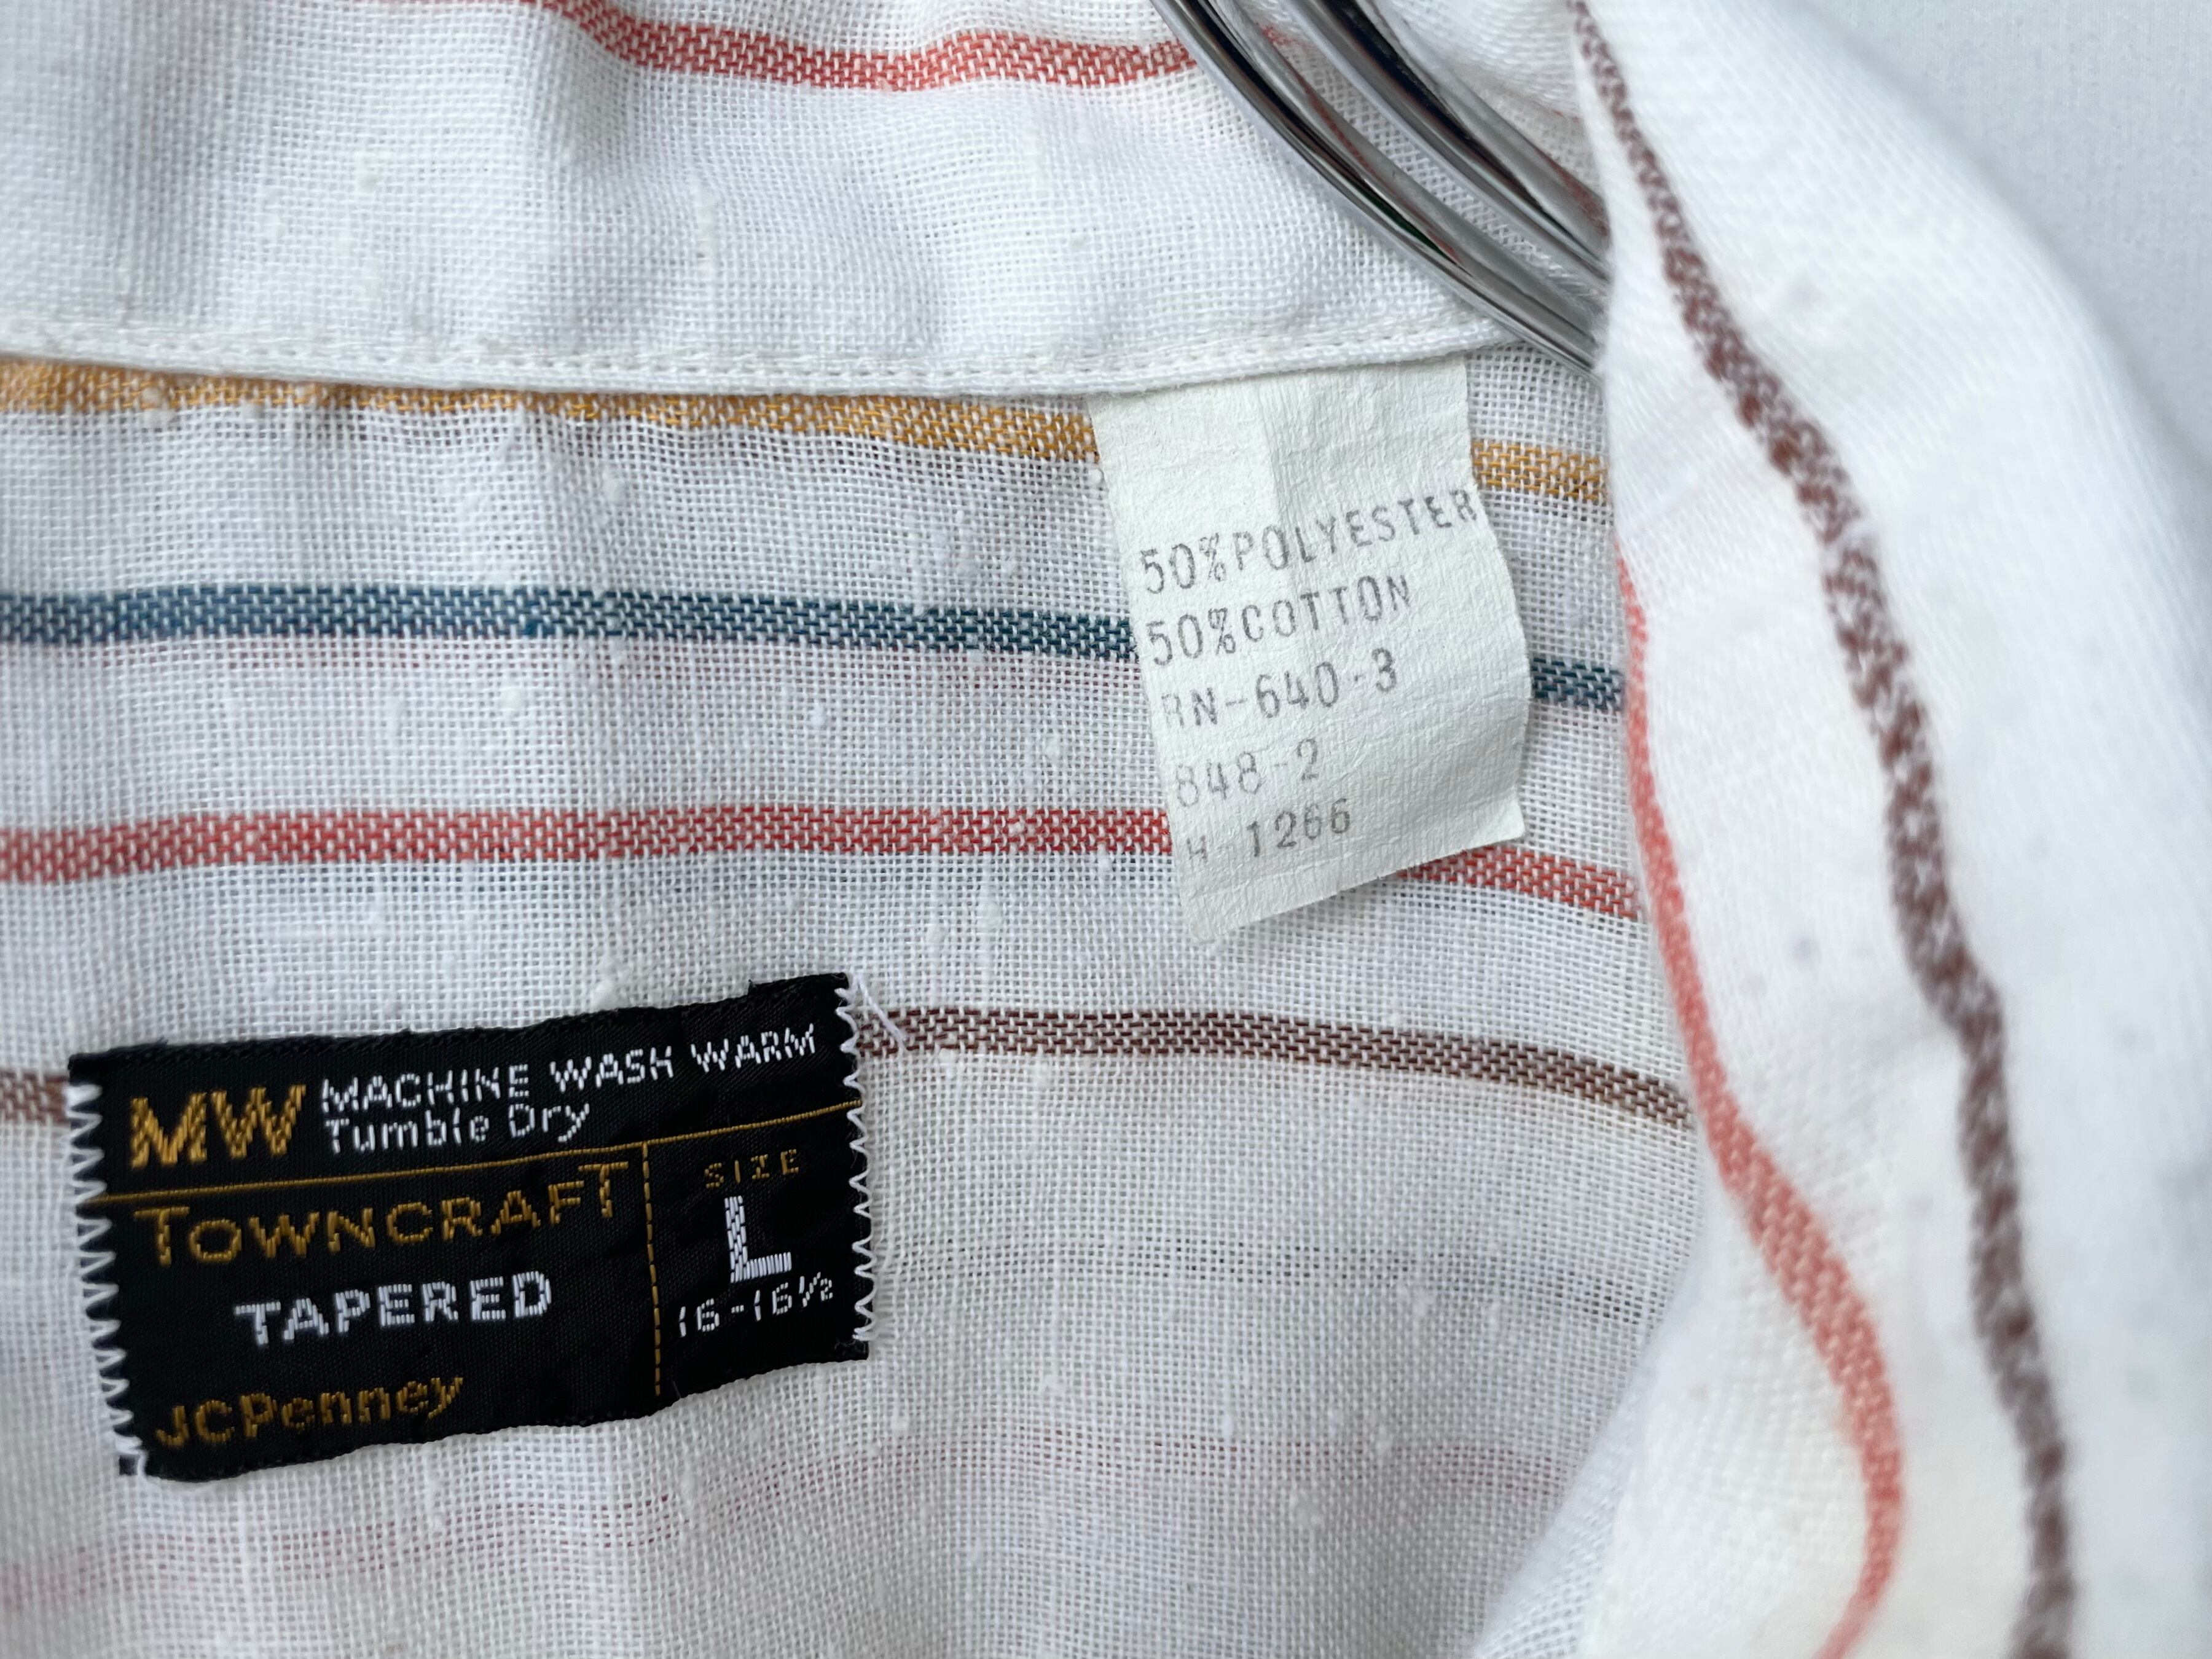 50%POLYESTER
50%COTTON
RN-640-3
848-2
H-1266
MW MACHINE WASH WARM
Tumble Dry
TOWNCRAFT
TAPERED
JCPenney
SIZE
L
16-16½